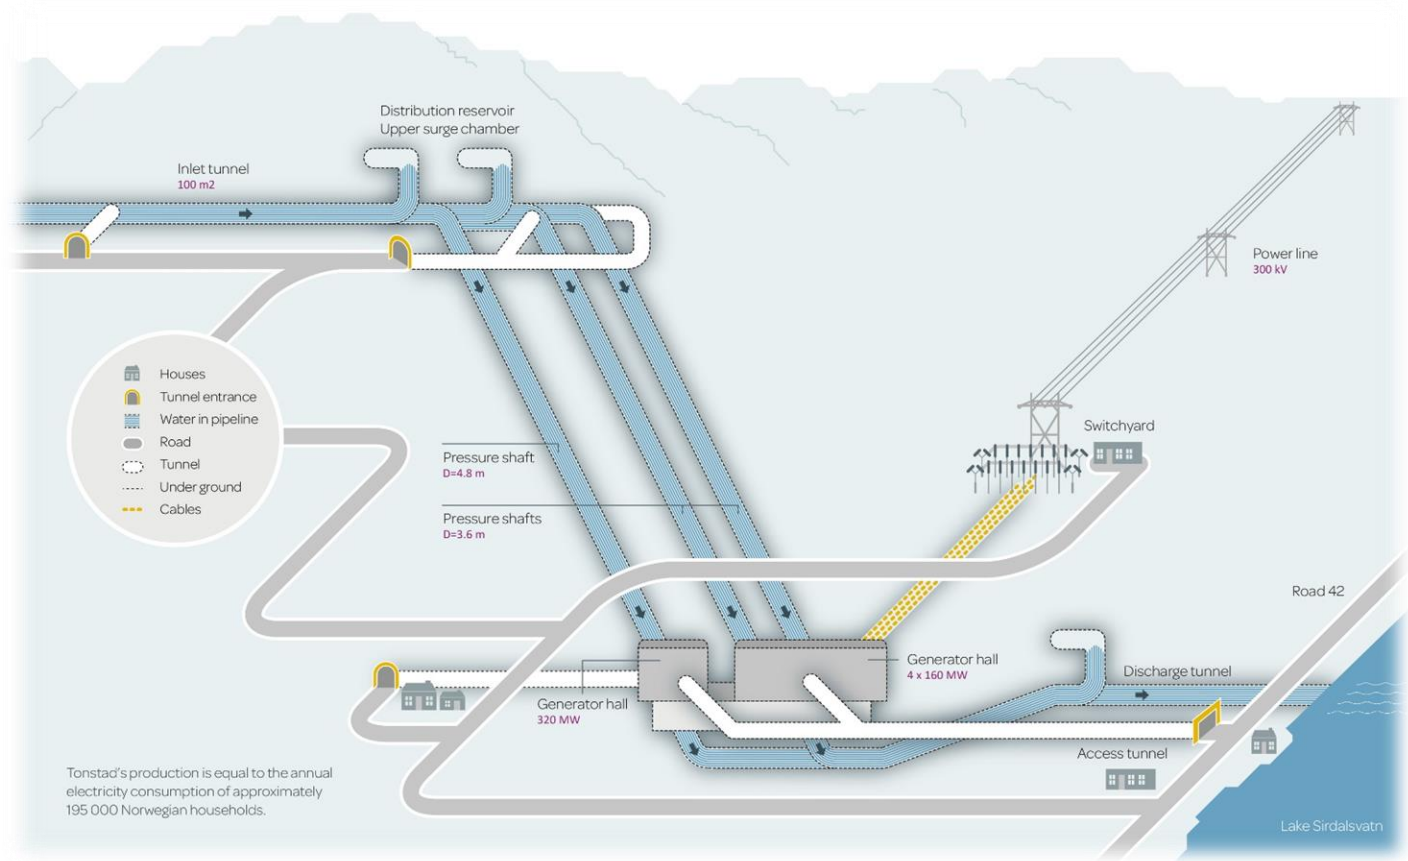 Distribution reservoir
Upper surge chamber
Inlet tunnel
100 m2
Power line
300 kV
Houses
Tunnel entrance
Water in pipeline
Road
Tunnel
Under ground
Cables
Switchyard
Pressure shaft
D=4.8 m
Pressure shafts
D=3.6 m
Road 42
Generator hall
4 x 160 MW
Discharge tunnel
Generator hall
320 MW
Access tunnel
Tonstad's production is equal to the annual
electricity consumption of approximately
195 000 Norwegian households.
Lake Sirdalsvatn